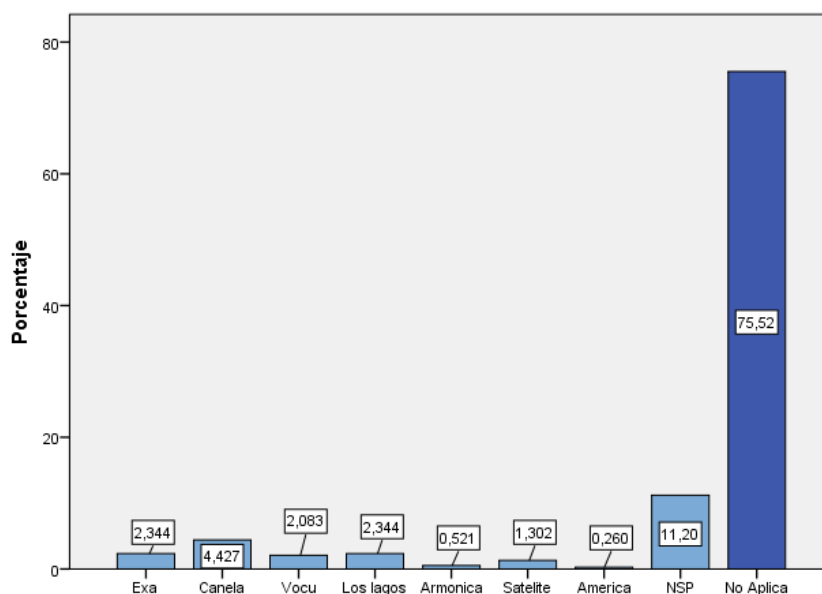 80
60
40
20
0
Porcentaje
2,344
4,427
2,083
2,344
0,521
1,302
0,260
11,20
75,52
Exa
Canela
Vocu
Los lagos
Armonica
Satelite
America
NSP
No Aplica